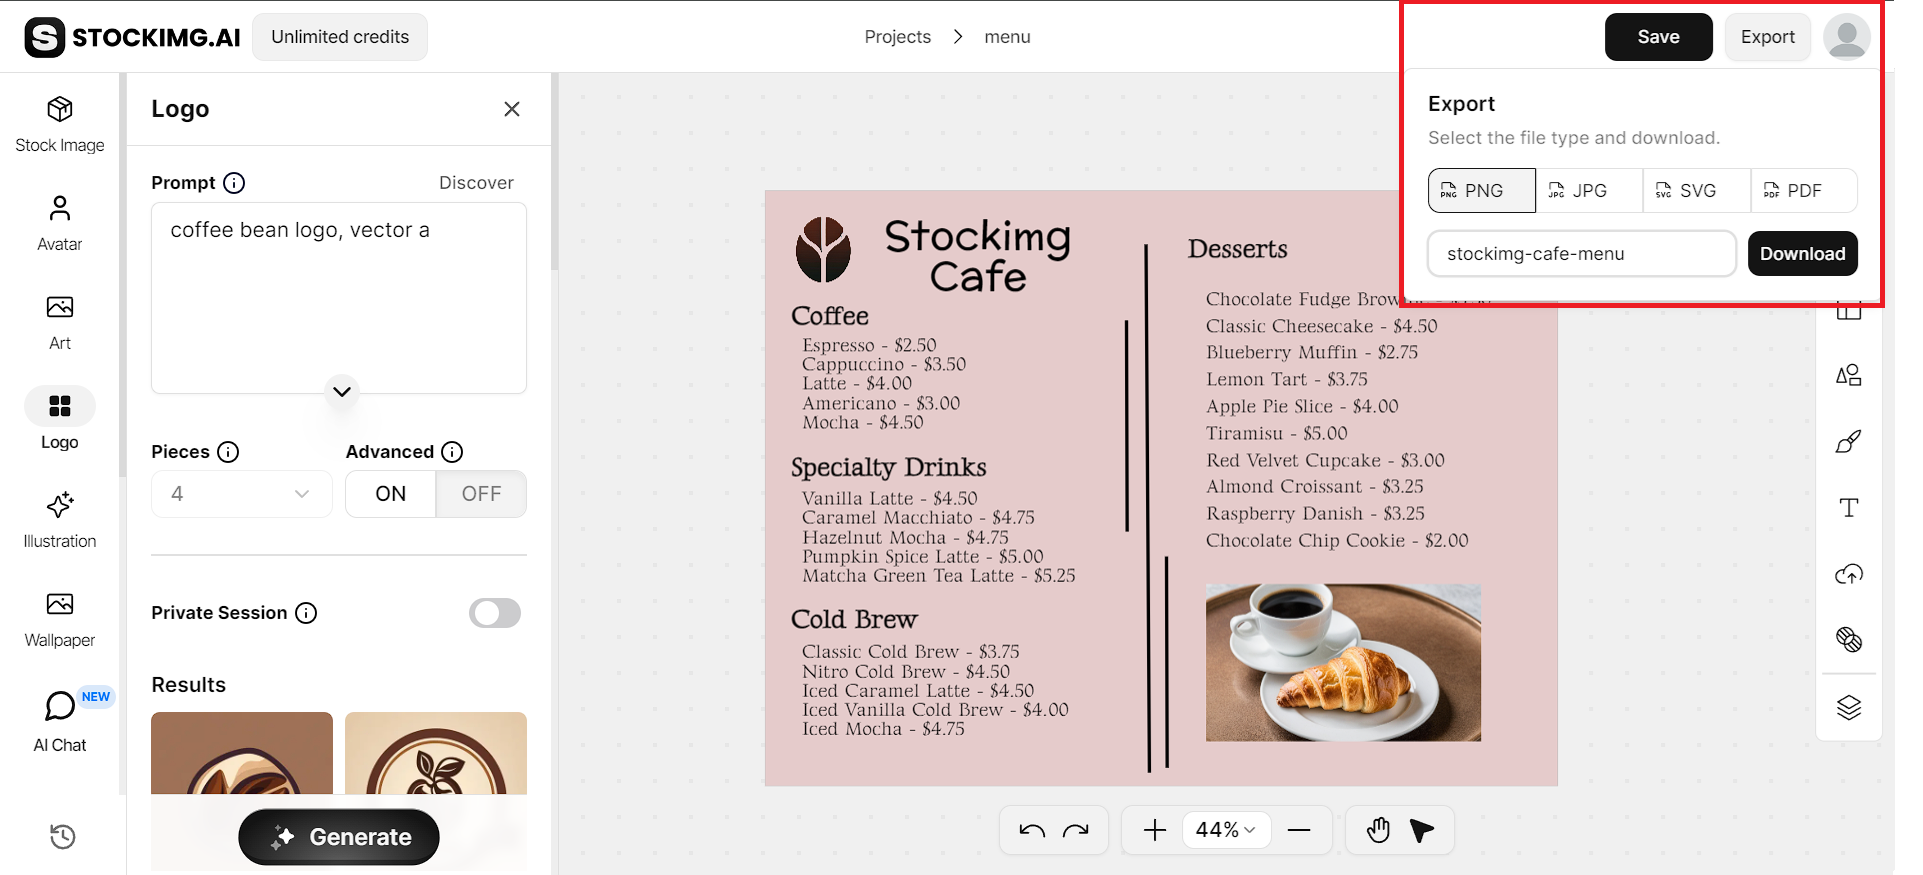 STOCKIMG.AI
Unlimited credits
Projects
menu
Save
Export
Export
Select the file type and download.
PNG PNG
JPG JPG
SVG SVG
PDF PDF
stockimg-cafe-menu
Download
Stock Image
Avatar
Art
Logo
Illustration
Wallpaper
NEW
AI Chat
Logo
Prompt
Discover
coffee bean logo, vector a
Pieces
4
Advanced
ON
OFF
Private Session
Results
Generate
Stockimg
Cafe
Coffee
Espresso - $2.50
Cappuccino - $3.50
Latte - $4.00
Americano - $3.00
Mocha - $4.50
Specialty Drinks
Vanilla Latte - $4.50
Caramel Macchiato - $4.75
Hazelnut Mocha - $4.75
Pumpkin Spice Latte - $5.00
Matcha Green Tea Latte - $5.25
Cold Brew
Classic Cold Brew - $3.75
Nitro Cold Brew - $4.50
Iced Caramel Latte - $4.50
Iced Vanilla Cold Brew - $4.00
Iced Mocha - $4.75
Desserts
Chocolate Fudge
Classic Cheesecake - $4.50
Blueberry Muffin - $2.75
Lemon Tart - $3.75
Apple Pie Slice - $4.00
Tiramisu - $5.00
Red Velvet Cupcake - $3.00
Almond Croissant - $3.25
Raspberry Danish - $3.25
Chocolate Chip Cookie - $2.00
44%